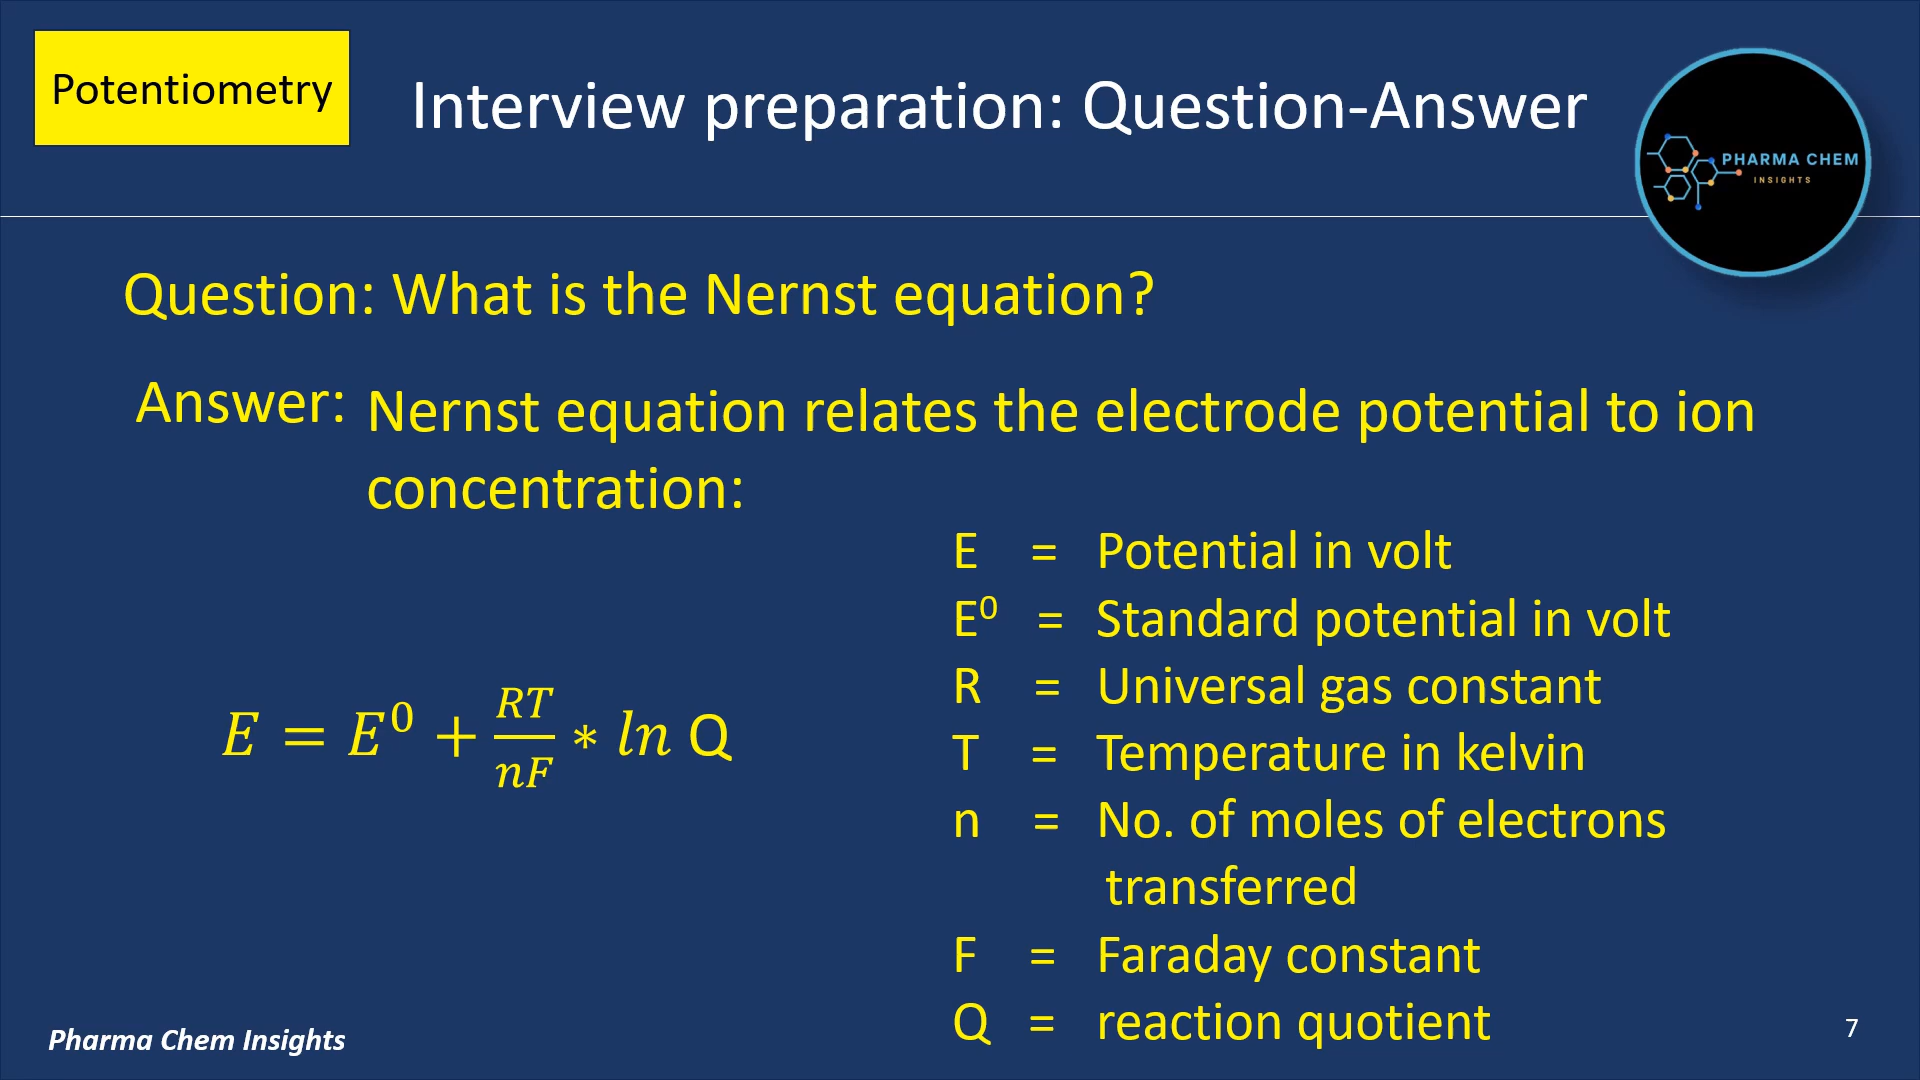 Potentiometry
Interview preparation: Question-Answer
PHARMA CHEM
INSIGHTS
Question: What is the Nernst equation?
Answer: Nernst equation relates the electrode potential to ion
concentration:
E = E⁰ + RT/nF * ln Q
E = Potential in volt
E⁰ = Standard potential in volt
R = Universal gas constant
T = Temperature in kelvin
n = No. of moles of electrons
transferred
F = Faraday constant
Q = reaction quotient
Pharma Chem Insights
7